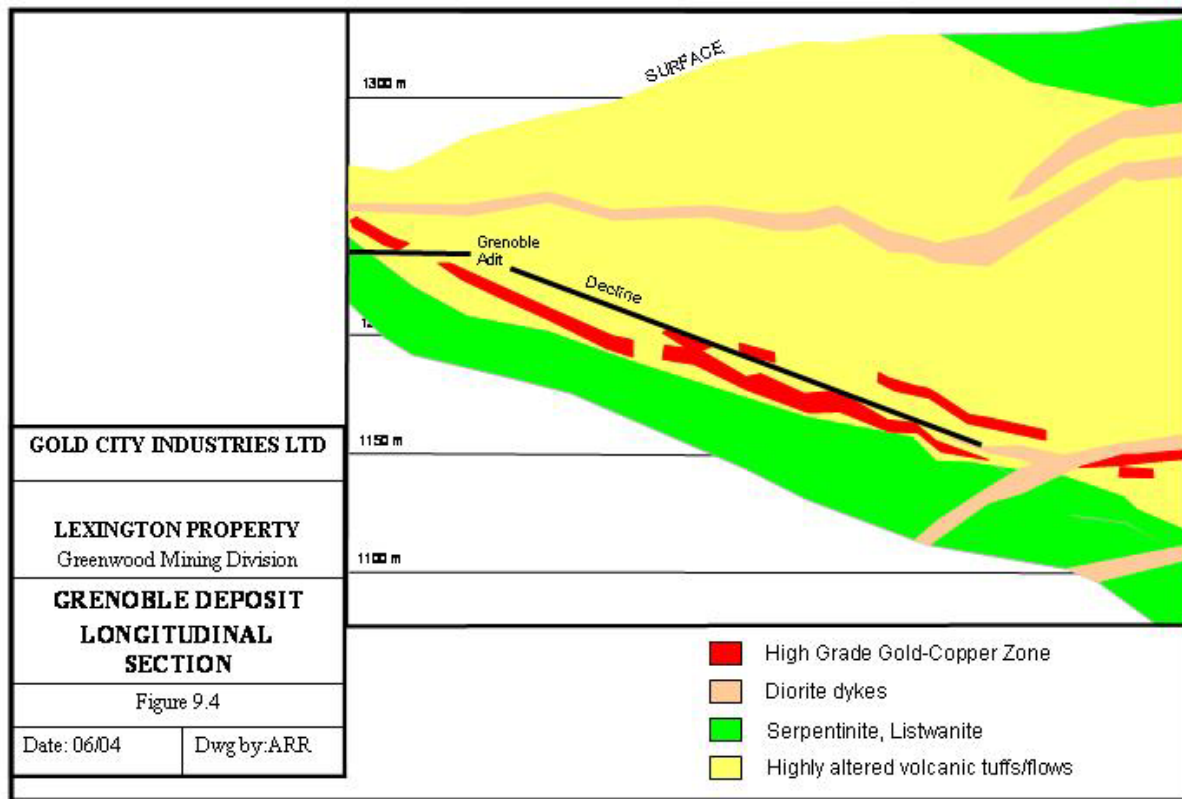 1300 m
SURFACE
Grenoble
Adit
Decline
1150 m
1100 m
GOLD CITY INDUSTRIES LTD
LEXINGTON PROPERTY
Greenwood Mining Division
GRENOBLE DEPOSIT
LONGITUDINAL
SECTION
Figure 9.4
Date: 06/04
Dwg by:ARR
High Grade Gold-Copper Zone
Diorite dykes
Serpentinite, Listwanite
Highly altered volcanic tuffs/flows